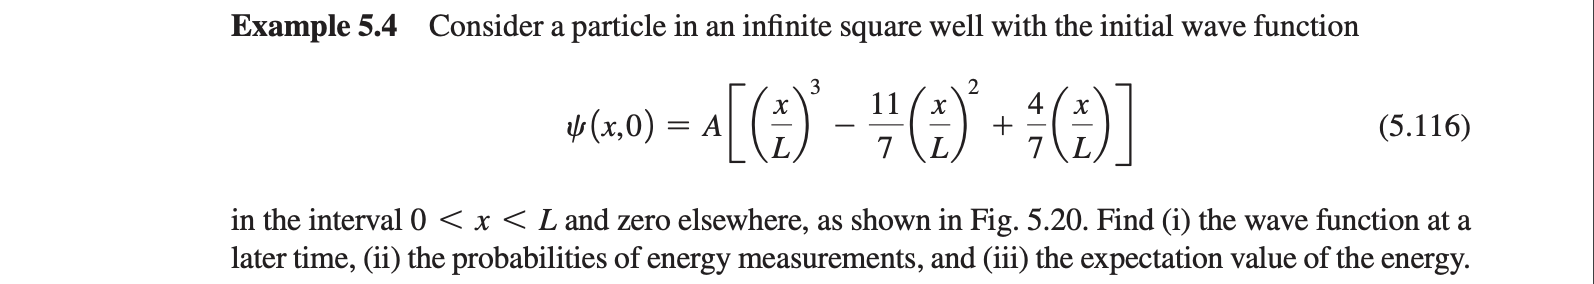 Example 5.4 Consider a particle in an infinite square well with the initial wave function
ψ(x,0) = A[(x/L)³ − 11/7(x/L)² + 4/7(x/L)] (5.116)
in the interval 0 < x < L and zero elsewhere, as shown in Fig. 5.20. Find (i) the wave function at a
later time, (ii) the probabilities of energy measurements, and (iii) the expectation value of the energy.